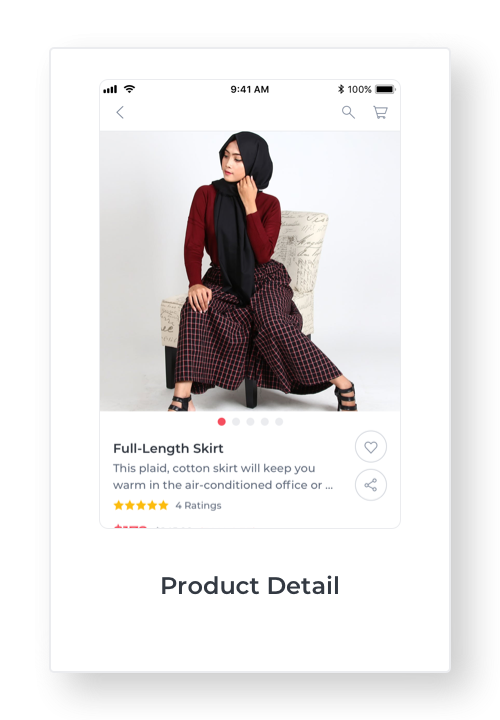 9:41 AM
100%
Full-Length Skirt
This plaid, cotton skirt will keep you
warm in the air-conditioned office or ...
4 Ratings
Product Detail